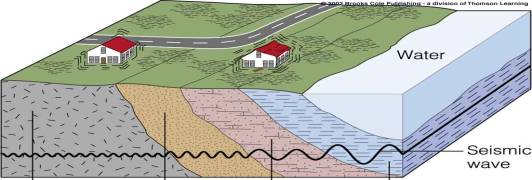 © 2002 Brooks Cole Publishing - a division of Thomson Learning
Water
Seismic
wave